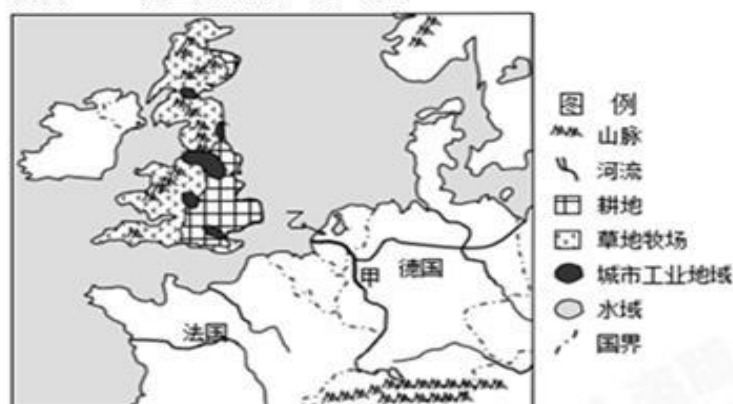 乙
甲
德国
法国
图 例
山脉
河流
耕地
草地牧场
城市工业地域
水域
国界